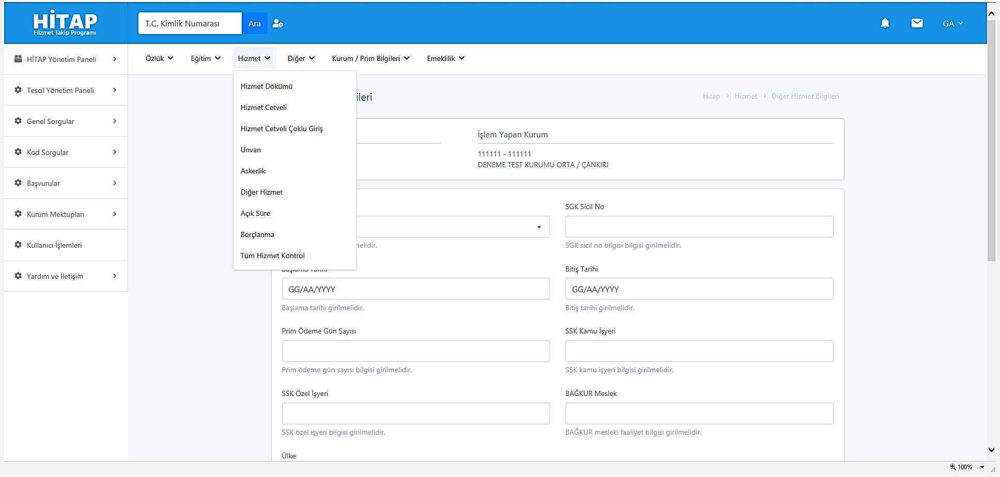 HİTAP
Hizmet Takip Programı
T.C. Kimlik Numarası
Ara
GA
HİTAP Yönetim Paneli
Tescil Yönetim Paneli
Genel Sorgular
Kod Sorgular
Başvurular
Kurum Mektupları
Kullanıcı İşlemleri
Yardım ve İletişim
Özlük
Eğitim
Hizmet
Diğer
Kurum / Prim Bilgileri
Emeklilik
Hizmet Dökümü
Hizmet Cetveli
Hizmet Cetveli Çoklu Giriş
Unvan
Askerlik
Diğer Hizmet
Açık Süre
Borçlanma
Tüm Hizmet Kontrol
ileri
Hitap > Hizmet > Diğer Hizmet Bilgileri
İşlem Yapan Kurum
111111 - 111111
DENEME TEST KURUMU ORTA / ÇANKIRI
SGK Sicil No
melidir.
SGK sicil no bilgisi bilgisi girilmelidir.
Başlama Tarihi
Bitiş Tarihi
GG/AA/YYYY
GG/AA/YYYY
Başlama tarihi girilmelidir.
Bitiş tarihi girilmelidir.
Prim Ödeme Gün Sayısı
SSK Kamu İşyeri
Prim ödeme gün sayısı bilgisi girilmelidir.
SSK kamu işyeri bilgisi girilmelidir.
SSK Özel İşyeri
BAĞKUR Meslek
SSK özel işyeri bilgisi girilmelidir.
BAĞKUR mesleki faaliyet bilgisi girilmelidir.
Ülke
100%